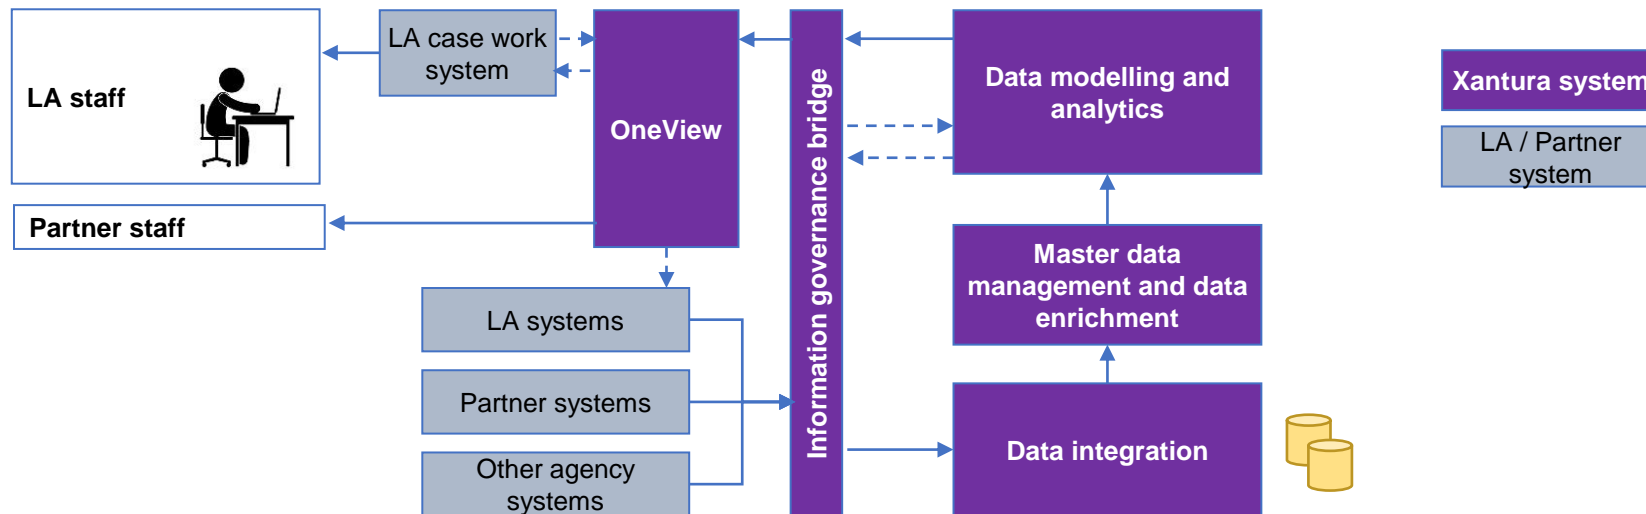 LA staff
LA case work
system
Partner staff
OneView
LA systems
Partner systems
Other agency
systems
Information governance bridge
Data modelling and
analytics
Master data
management and data
enrichment
Data integration
Xantura system
LA / Partner
system